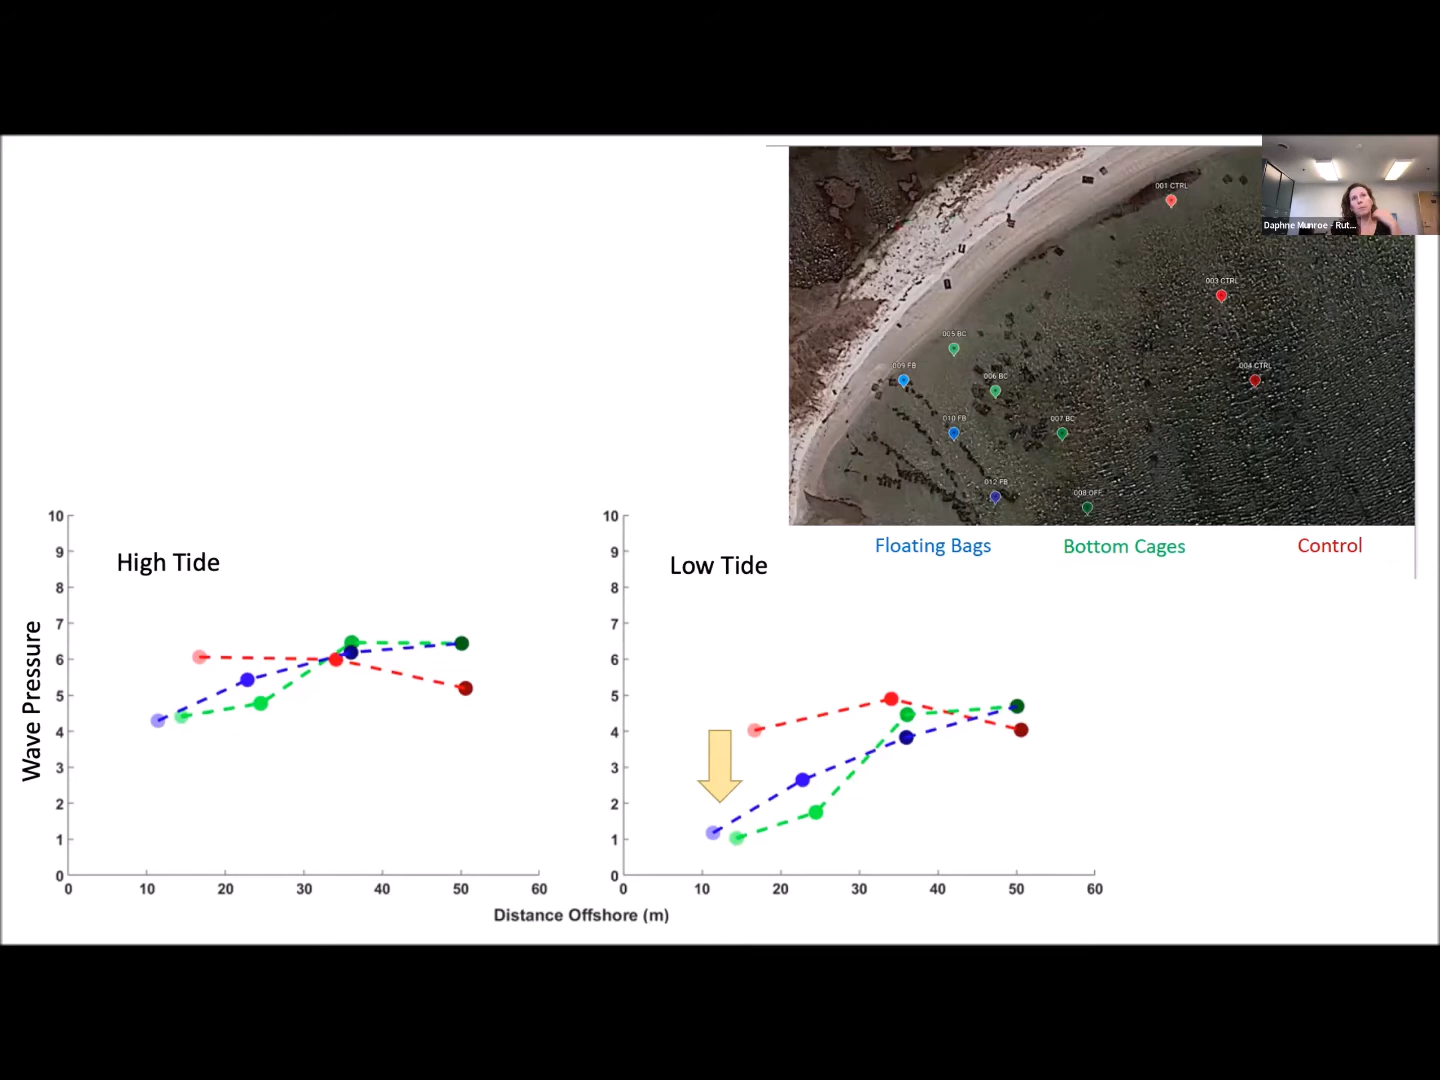 001 CTRL
Daphne Munroe - Rut...
003 CTRL
005 BC
009 FB
006 BC
004 CTRL
010 FB
007 BC
012 FB
008 OFF
Floating Bags
Bottom Cages
Control
High Tide
Wave Pressure
10
9
8
7
6
5
4
3
2
1
0
0 10 20 30 40 50 60
Low Tide
10
9
8
7
6
5
4
3
2
1
0
0 10 20 30 40 50 60
Distance Offshore (m)